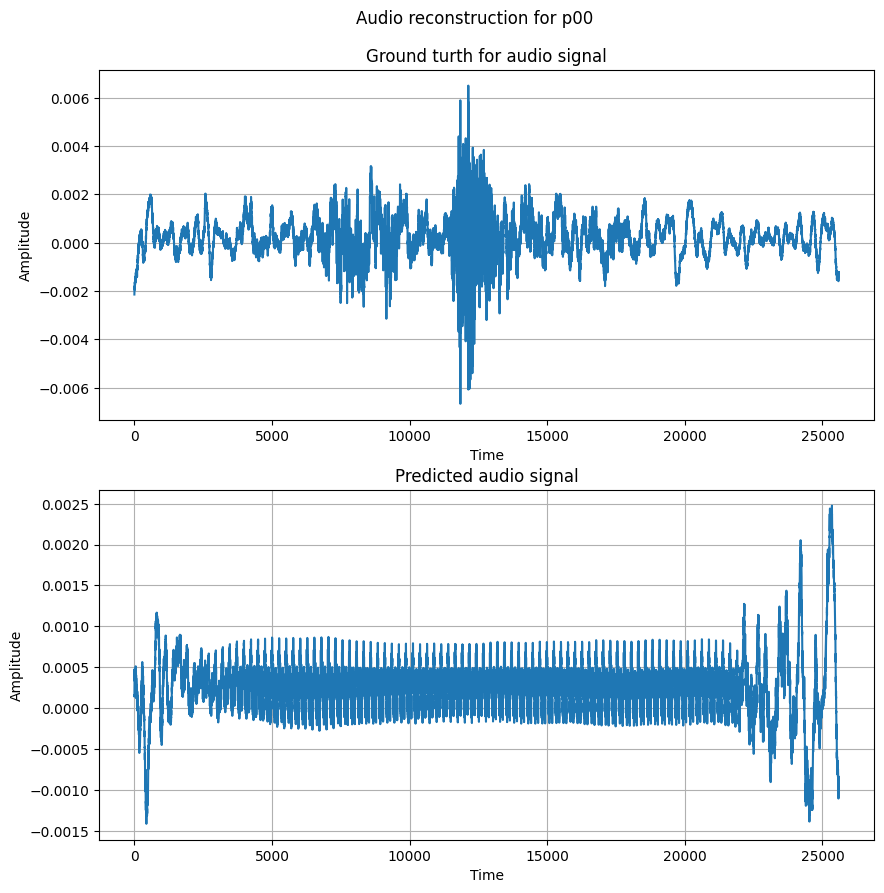 Audio reconstruction for p00
Ground turth for audio signal
0.006
0.004
0.002
0.000
−0.002
−0.004
−0.006
Amplitude
0 5000 10000 15000 20000 25000
Time
Predicted audio signal
0.0025
0.0020
0.0015
0.0010
0.0005
0.0000
−0.0005
−0.0010
−0.0015
Amplitude
0 5000 10000 15000 20000 25000
Time